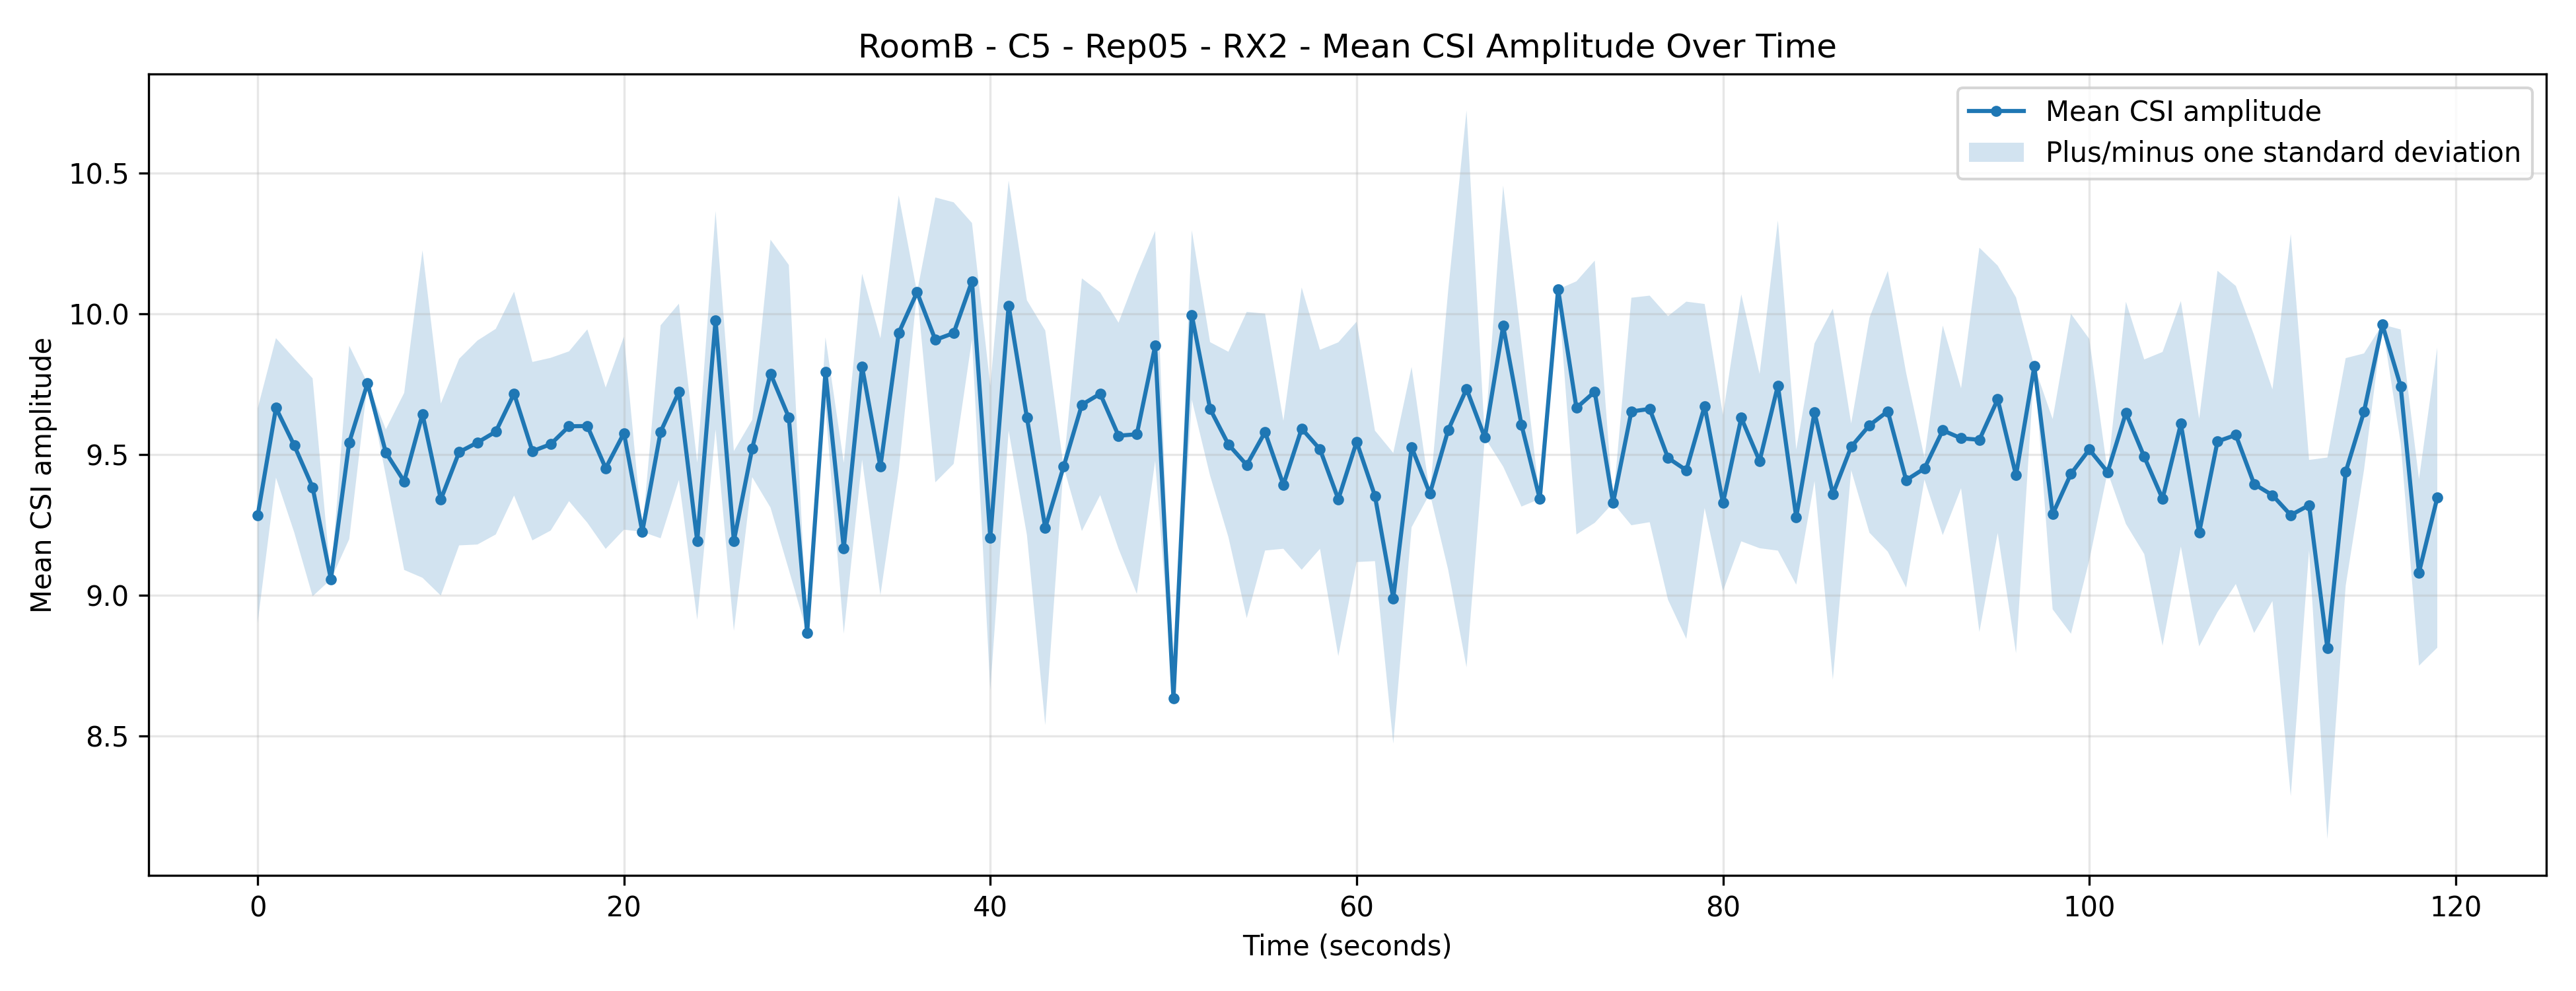 RoomB - C5 - Rep05 - RX2 - Mean CSI Amplitude Over Time
Mean CSI amplitude
Plus/minus one standard deviation
Mean CSI amplitude
10.5
10.0
9.5
9.0
8.5
0 20 40 60 80 100 120
Time (seconds)